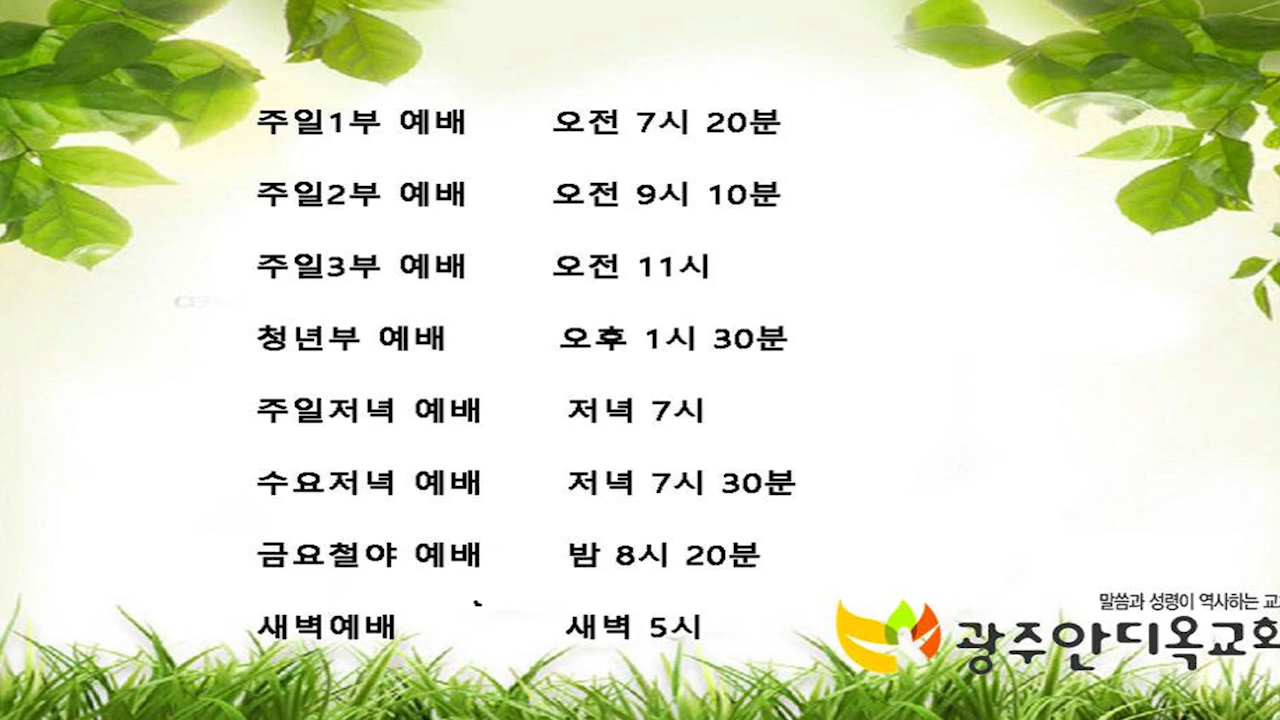 주일1부 예배 오전 7시 20분
주일2부 예배 오전 9시 10분
주일3부 예배 오전 11시
청년부 예배 오후 1시 30분
주일저녁 예배 저녁 7시
수요저녁 예배 저녁 7시 30분
금요철야 예배 밤 8시 20분
새벽예배 새벽 5시
말씀과 성령이 역사하는 교
광주안디옥교회